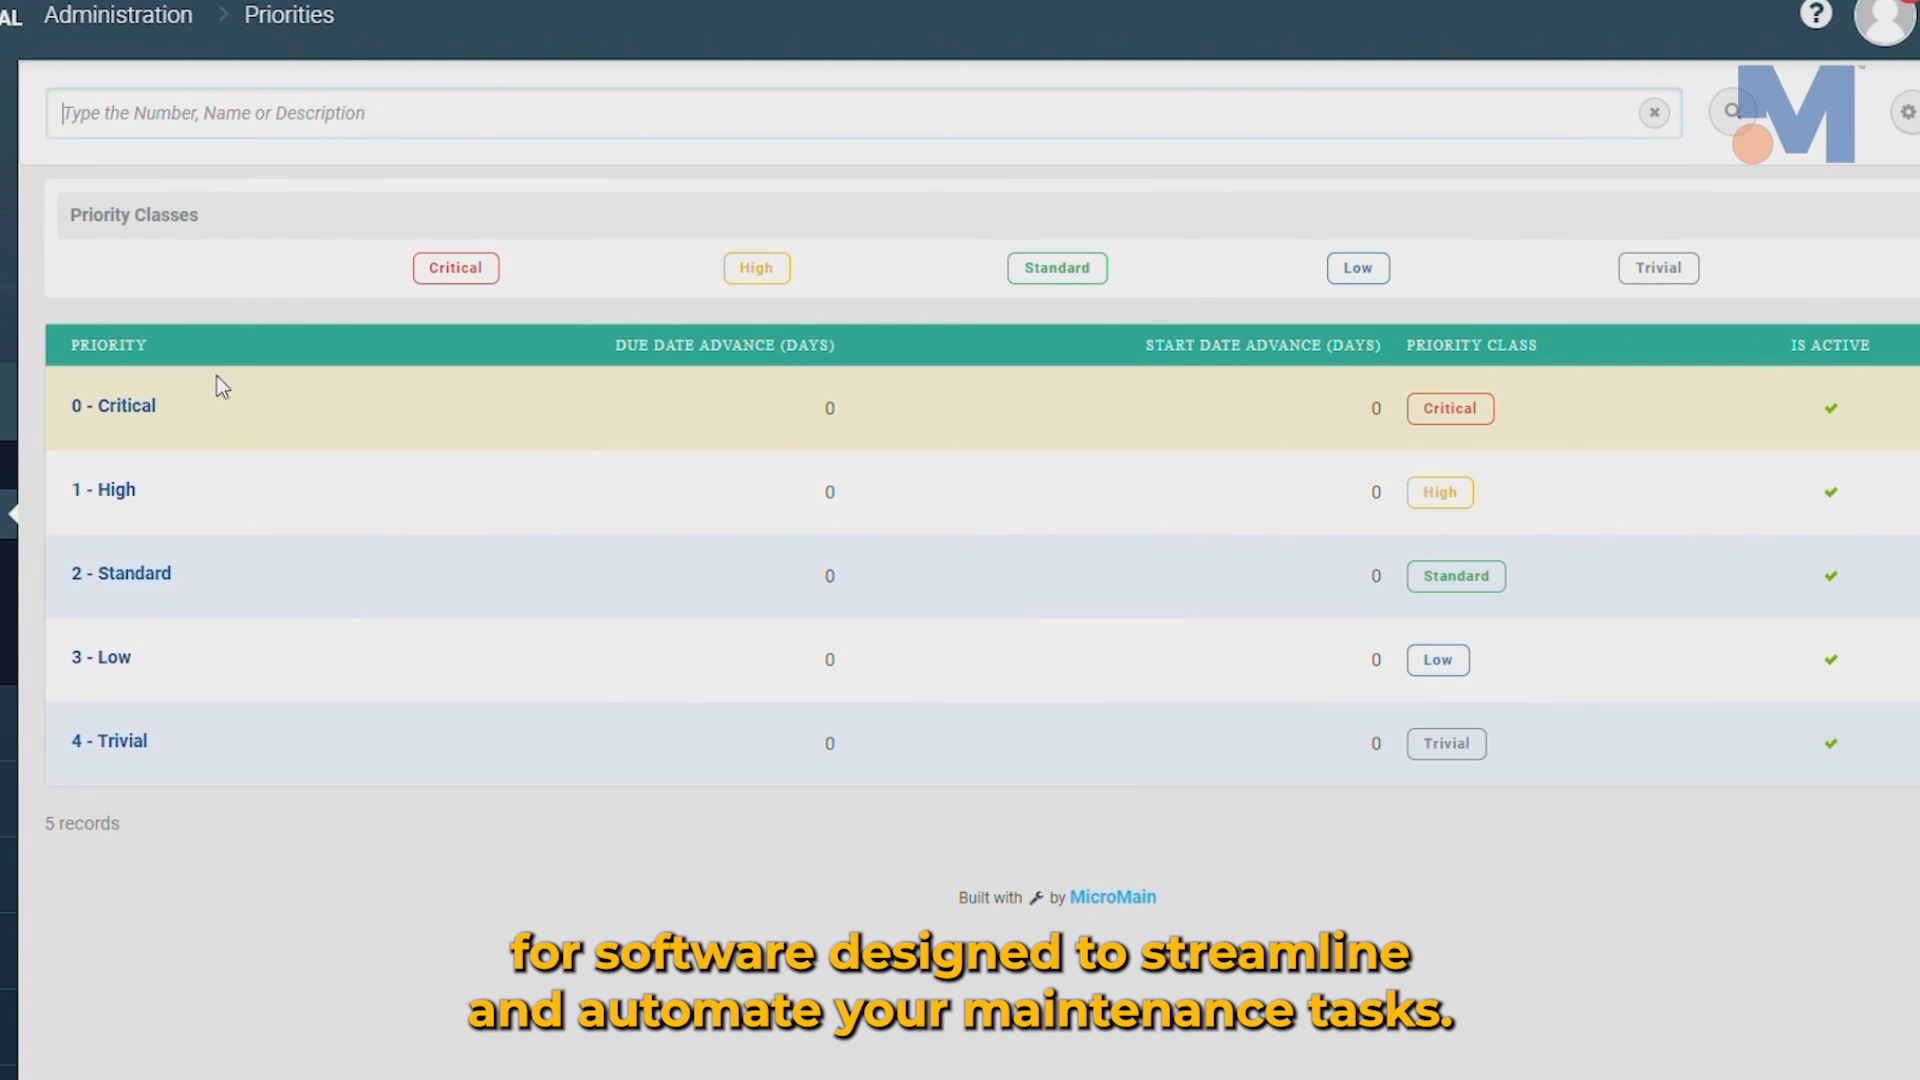 AL Administration > Priorities
Type the Number, Name or Description
M™
Priority Classes
Critical High Standard Low Trivial
PRIORITY DUE DATE ADVANCE (DAYS) START DATE ADVANCE (DAYS) PRIORITY CLASS IS ACTIVE
0 - Critical 0 0 Critical
1 - High 0 0 High
2 - Standard 0 0 Standard
3 - Low 0 0 Low
4 - Trivial 0 0 Trivial
5 records
Built with by MicroMain
for software designed to streamline
and automate your maintenance tasks.